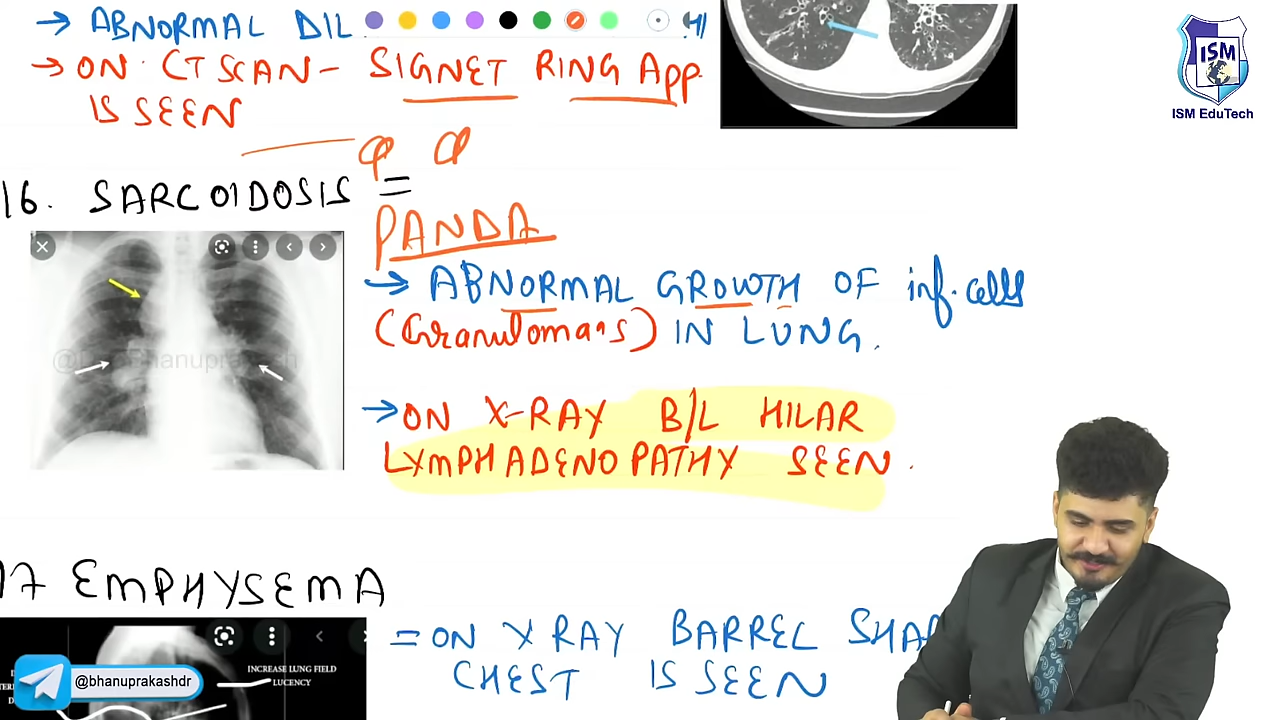 → ABNORMAL DIL
→ ON CT SCAN - SIGNET RING APP.
IS SEEN
ISM
ISM EduTech
16. SARCOIDOSIS =
PANDA
→ ABNORMAL GROWTH OF inf. cells
(Granuloma's) IN LUNG.
→ ON X-RAY B/L HILAR
LYMPHADENOPATHY SEEN.
17 EMPHYSEMA
= ON X RAY BARREL SHA
CHEST IS SEEN
INCREASE LUNG FIELD
LUCENCY
@bhanuprakashdr